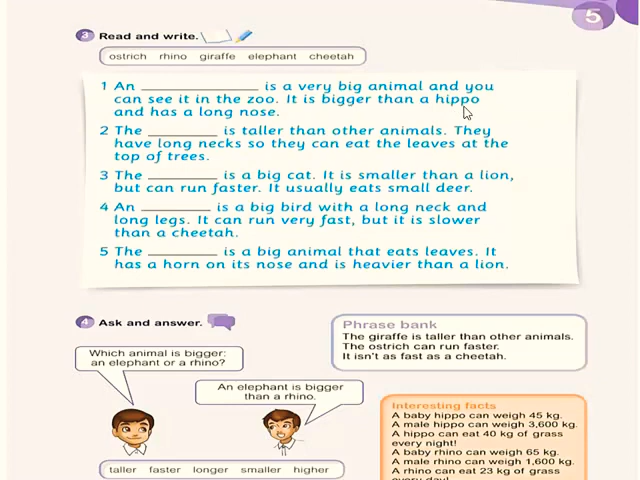 5
3 Read and write.
ostrich rhino giraffe elephant cheetah
1 An ____________ is a very big animal and you
can see it in the zoo. It is bigger than a hippo
and has a long nose.
2 The ________ is taller than other animals. They
have long necks so they can eat the leaves at the
top of trees.
3 The ________ is a big cat. It is smaller than a lion,
but can run faster. It usually eats small deer.
4 An ________ is a big bird with a long neck and
long legs. It can run very fast, but it is slower
than a cheetah.
5 The ________ is a big animal that eats leaves. It
has a horn on its nose and is heavier than a lion.
4 Ask and answer.
Which animal is bigger:
an elephant or a rhino?
An elephant is bigger
than a rhino.
taller faster longer smaller higher
Phrase bank
The giraffe is taller than other animals.
The ostrich can run faster.
It isn't as fast as a cheetah.
Interesting facts
A baby hippo can weigh 45 kg.
A male hippo can weigh 3,600 kg.
A hippo can eat 40 kg of grass
every night!
A baby rhino can weigh 65 kg.
A male rhino can weigh 1,600 kg.
A rhino can eat 23 kg of grass
every day!